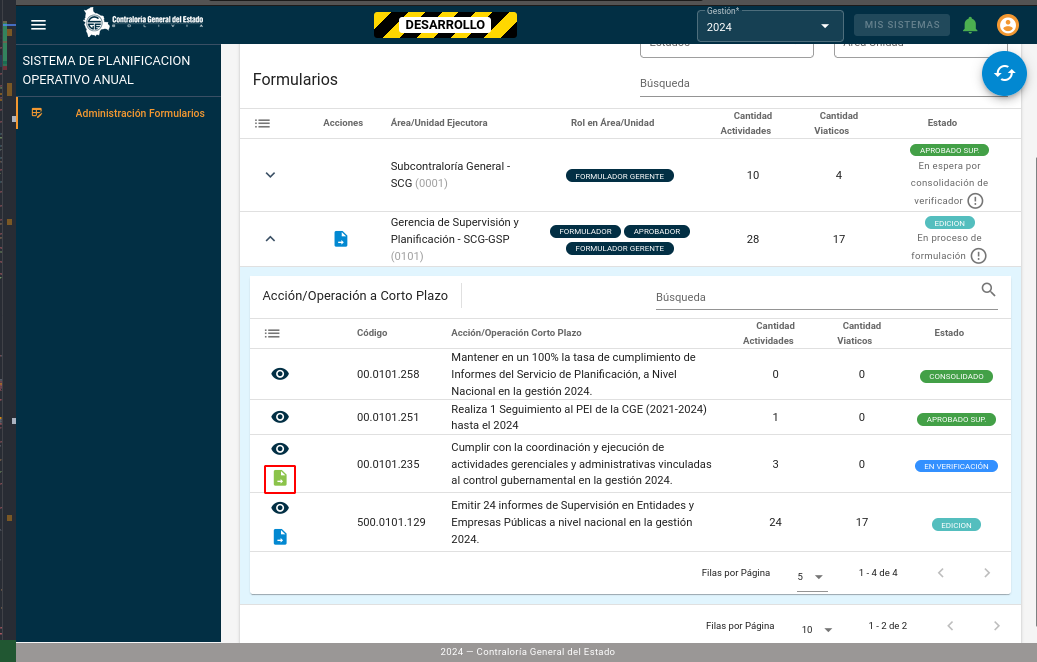 Contraloría General del Estado
B O L I V I A
DESARROLLO
Gestión*
2024
MIS SISTEMAS
SISTEMA DE PLANIFICACION
OPERATIVO ANUAL
Administración Formularios
Formularios
Búsqueda
Acciones
Área/Unidad Ejecutora
Rol en Área/Unidad
Cantidad
Actividades
Cantidad
Viaticos
Estado
Subcontraloría General -
SCG (0001)
FORMULADOR GERENTE
10
4
APROBADO SUP.
En espera por
consolidación de
verificador
Gerencia de Supervisión y
Planificación - SCG-GSP
(0101)
FORMULADOR
APROBADOR
FORMULADOR GERENTE
28
17
EDICION
En proceso de
formulación
Acción/Operación a Corto Plazo
Búsqueda
Código
Acción/Operación Corto Plazo
Cantidad
Actividades
Cantidad
Viaticos
Estado
00.0101.258
Mantener en un 100% la tasa de cumplimiento de
Informes del Servicio de Planificación, a Nivel
Nacional en la gestión 2024.
0
0
CONSOLIDADO
00.0101.251
Realiza 1 Seguimiento al PEI de la CGE (2021-2024)
hasta el 2024
1
0
APROBADO SUP.
00.0101.235
Cumplir con la coordinación y ejecución de
actividades gerenciales y administrativas vinculadas
al control gubernamental en la gestión 2024.
3
0
EN VERIFICACIÓN
500.0101.129
Emitir 24 informes de Supervisión en Entidades y
Empresas Públicas a nivel nacional en la gestión
2024.
24
17
EDICION
Filas por Página
5
1 - 4 de 4
Filas por Página
10
1 - 2 de 2
2024 — Contraloría General del Estado